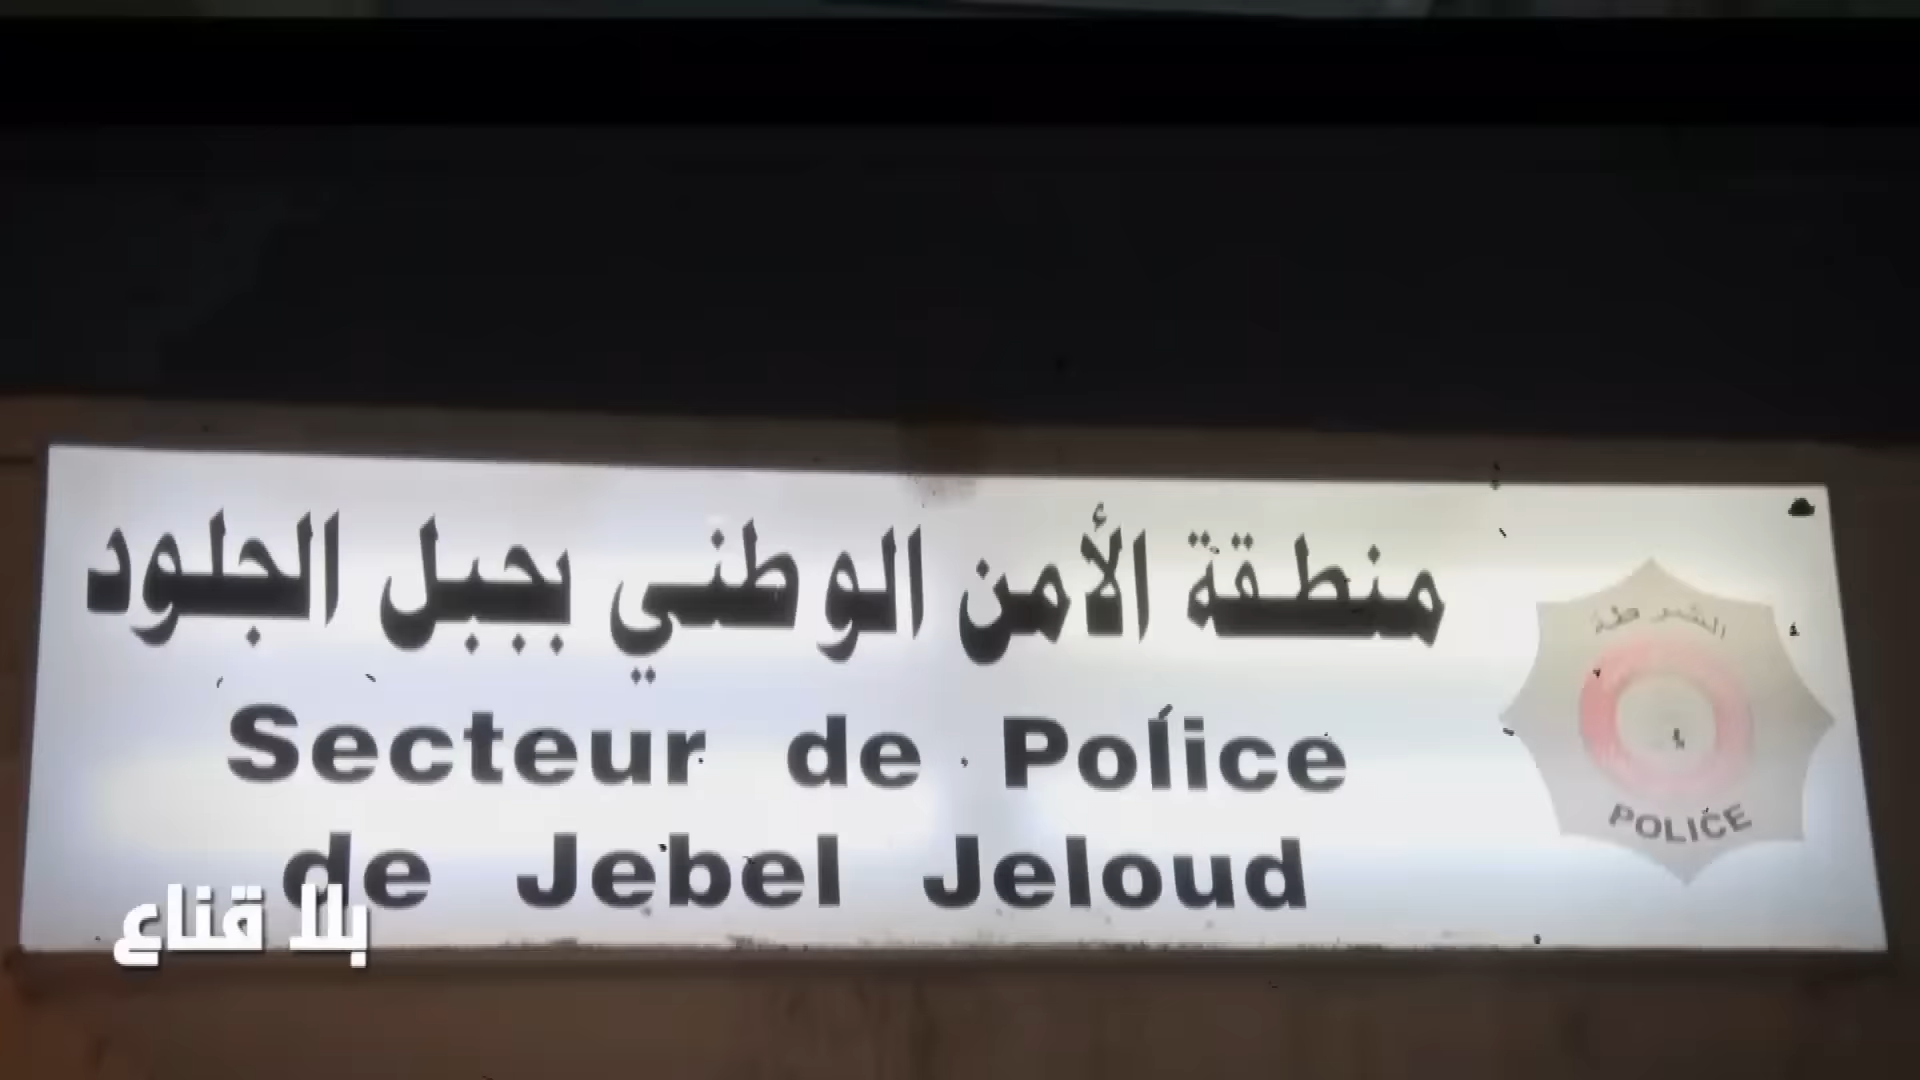 منطقة الأمن الوطني بجبل الجلود
Secteur de Police
de Jebel Jeloud
الشرطة
POLICE
بلا قناع